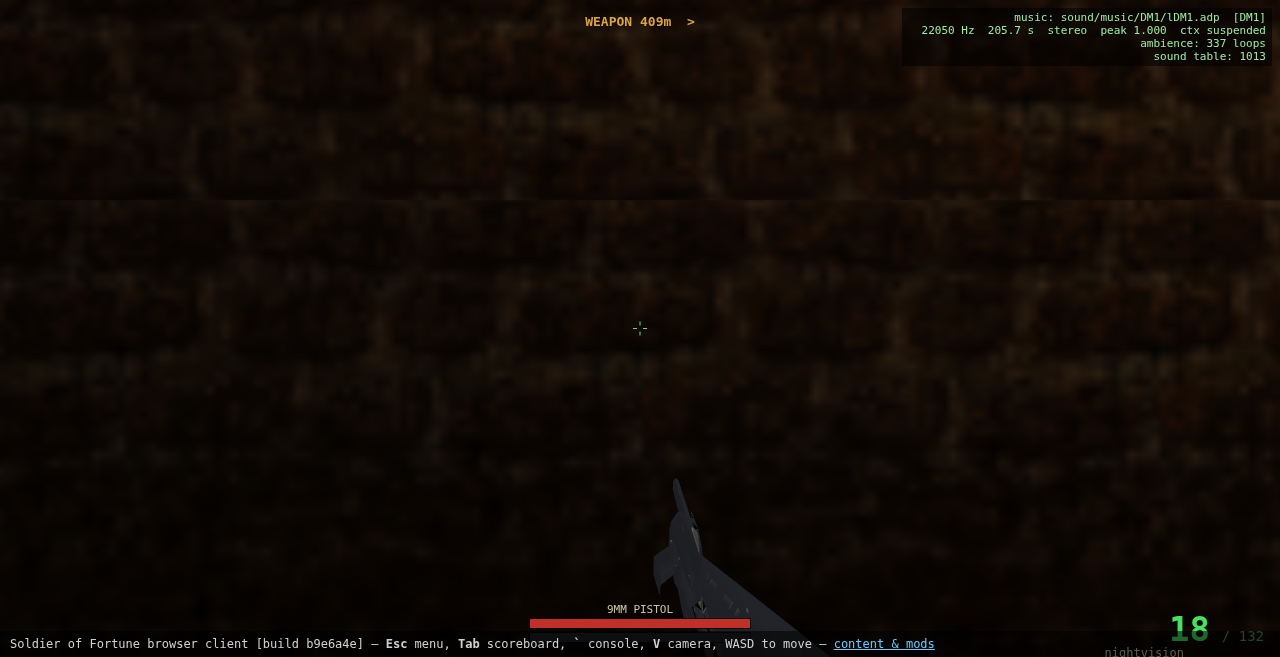 WEAPON 409m >
music: sound/music/DM1/lDM1.adp [DM1]
22050 Hz 205.7 s stereo peak 1.000 ctx suspended
ambience: 337 loops
sound table: 1013
9MM PISTOL
18 / 132
Soldier of Fortune browser client [build b9e6a4e] — Esc menu, Tab scoreboard, ` console, V camera, WASD to move — content & mods
nightvision